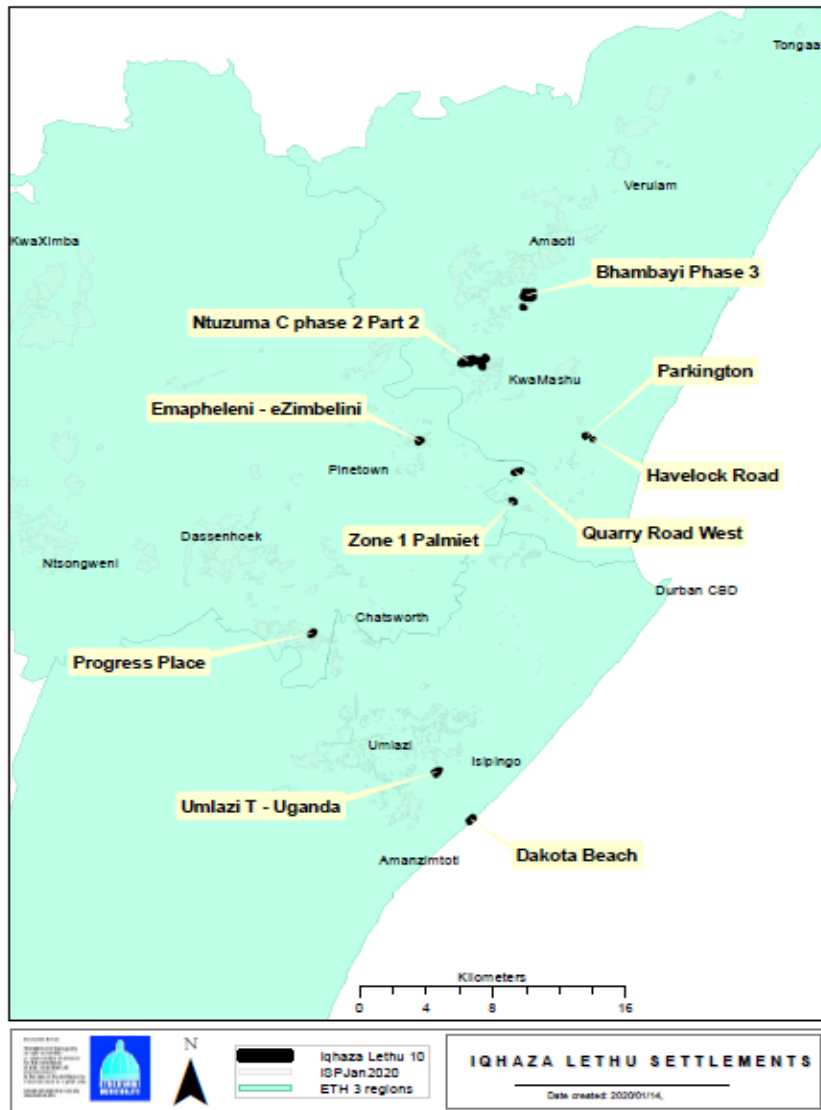 Tongaa
Verulam
KwaXimba
Amaoti
Bhambayi Phase 3
Ntuzuma C phase 2 Part 2
KwaMashu
Parkington
Emapheleni - eZimbelini
Pinetown
Havelock Road
Dassenhoek
Zone 1 Palmiet
Quarry Road West
Ntsongweni
Durban CBD
Chatsworth
Progress Place
Umlazi
Isipingo
Umlazi T - Uganda
Dakota Beach
Amanzimtoti
Kilometers
0 4 8 16
N
Iqhaza Lethu 10
ISPJan2020
ETH 3 regions
IQHAZA LETHU SETTLEMENTS
Date created: 2020/01/14,